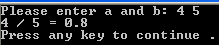 Please enter a and b: 4 5
4 / 5 = 0.8
Press any key to continue .